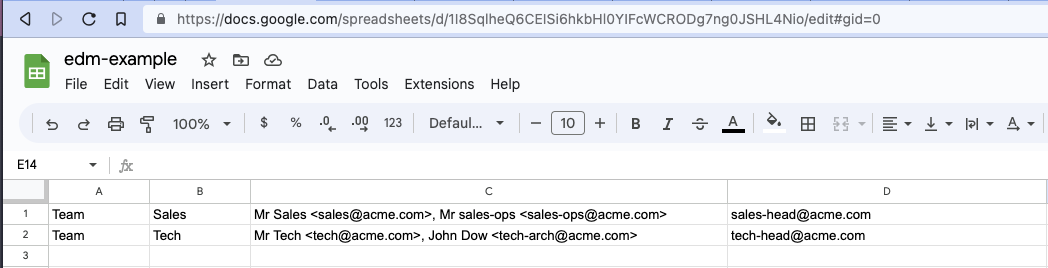 https://docs.google.com/spreadsheets/d/1I8SqlheQ6CEISi6hkbHI0YIFcWCRODg7ng0JSHL4Nio/edit#gid=0
edm-example
File Edit View Insert Format Data Tools Extensions Help
100% $ % .0 .00 123 Defaul... − 10 + B I S A A
E14 fx
A B C D
1 Team Sales Mr Sales <sales@acme.com>, Mr sales-ops <sales-ops@acme.com> sales-head@acme.com
2 Team Tech Mr Tech <tech@acme.com>, John Dow <tech-arch@acme.com> tech-head@acme.com
3